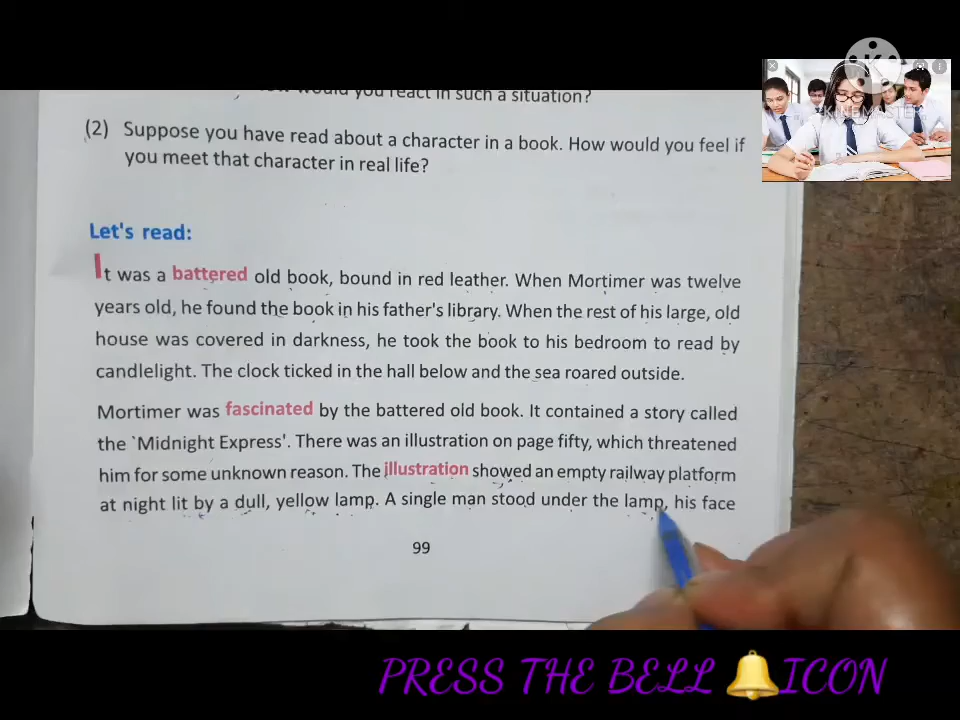 would you react in such a situation?
(2) Suppose you have read about a character in a book. How would you feel if
you meet that character in real life?
Let's read:
It was a battered old book, bound in red leather. When Mortimer was twelve
years old, he found the book in his father's library. When the rest of his large, old
house was covered in darkness, he took the book to his bedroom to read by
candlelight. The clock ticked in the hall below and the sea roared outside.
Mortimer was fascinated by the battered old book. It contained a story called
the `Midnight Express'. There was an illustration on page fifty, which threatened
him for some unknown reason. The illustration showed an empty railway platform
at night lit by a dull, yellow lamp. A single man stood under the lamp, his face
99
PRESS THE BELL 🔔ICON